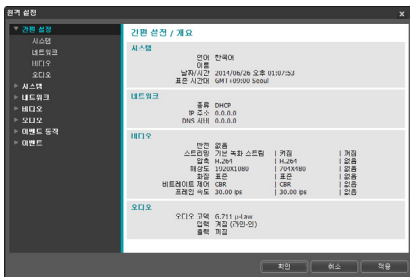 원격 설정
x
간편 설정
시스템
네트워크
비디오
오디오
시스템
네트워크
비디오
오디오
이벤트 동작
이벤트
간편 설정 / 개요
시스템
언어 한국어
이름
날짜/시간 2014/06/26 오후 01:07:53
표준 시간대 GMT+09:00 Seoul
네트워크
종류 DHCP
IP 주소 0.0.0.0
DNS 서버 0.0.0.0
비디오
반전 없음
스트리밍 기본 녹화 스트림 | 켜짐 | 꺼짐
압축 H.264 | H.264 | 없음
해상도 1920X1080 | 704X480 | 없음
화질 표준 | 표준 | 없음
비트레이트 제어 CBR | CBR | 없음
프레임 속도 30.00 ips | 30.00 ips | 없음
오디오
오디오 코덱 G.711 μ-Law
입력 켜짐 (라인-인)
출력 꺼짐
확인
취소
적용